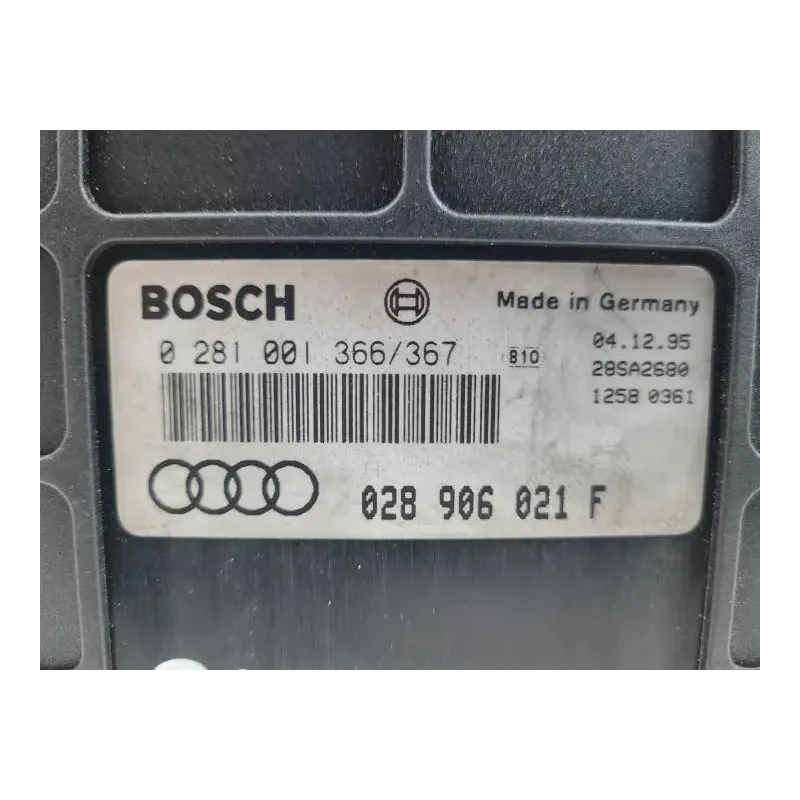 BOSCH
Made in Germany
0 281 001 366/367
810
04.12.95
28SA2680
1258 0361
028 906 021 F